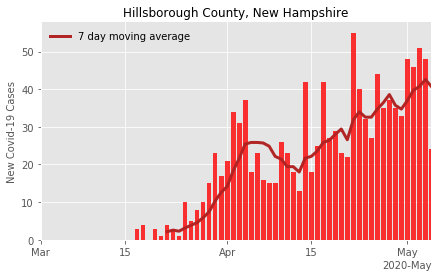 Hillsborough County, New Hampshire
7 day moving average
New Covid-19 Cases
50
40
30
20
10
0
Mar
15
Apr
15
May
2020-May